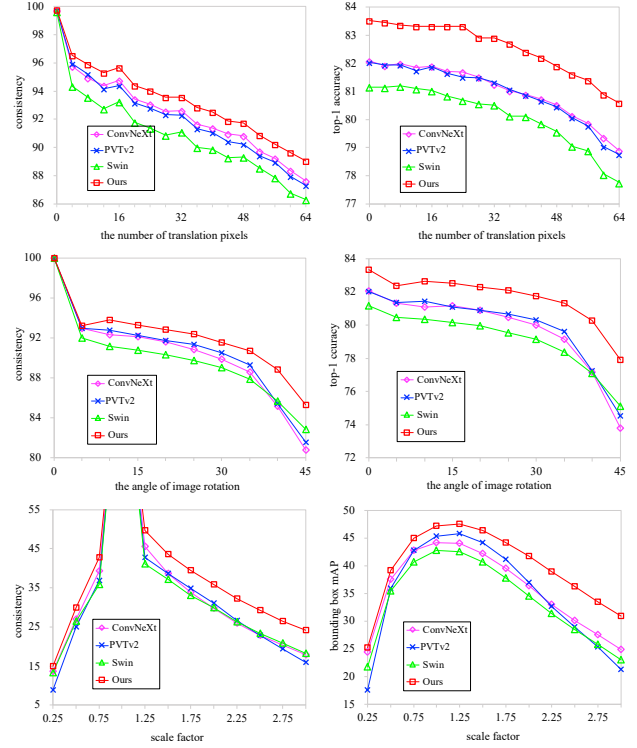 consistency
100
98
96
94
92
90
88
86
0 16 32 48 64
the number of translation pixels
ConvNeXt
PVTv2
Swin
Ours
top-1 accuracy
84
83
82
81
80
79
78
77
0 16 32 48 64
the number of translation pixels
ConvNeXt
PVTv2
Swin
Ours
consistency
100
96
92
88
84
80
0 10 20 30 40
45
the angle of image rotation
ConvNeXt
PVTv2
Swin
Ours
top-1 ccuracy
84
82
80
78
76
74
72
0 10 20 30 40
45
the angle of image rotation
ConvNeXt
PVTv2
Swin
Ours
consistency
55
45
35
25
15
5
0.25 0.75 1.25 1.75 2.25 2.75
scale factor
ConvNeXt
PVTv2
Swin
Ours
bounding box mAP
50
45
40
35
30
25
20
15
0.25 0.75 1.25 1.75 2.25 2.75
scale factor
ConvNeXt
PVTv2
Swin
Ours